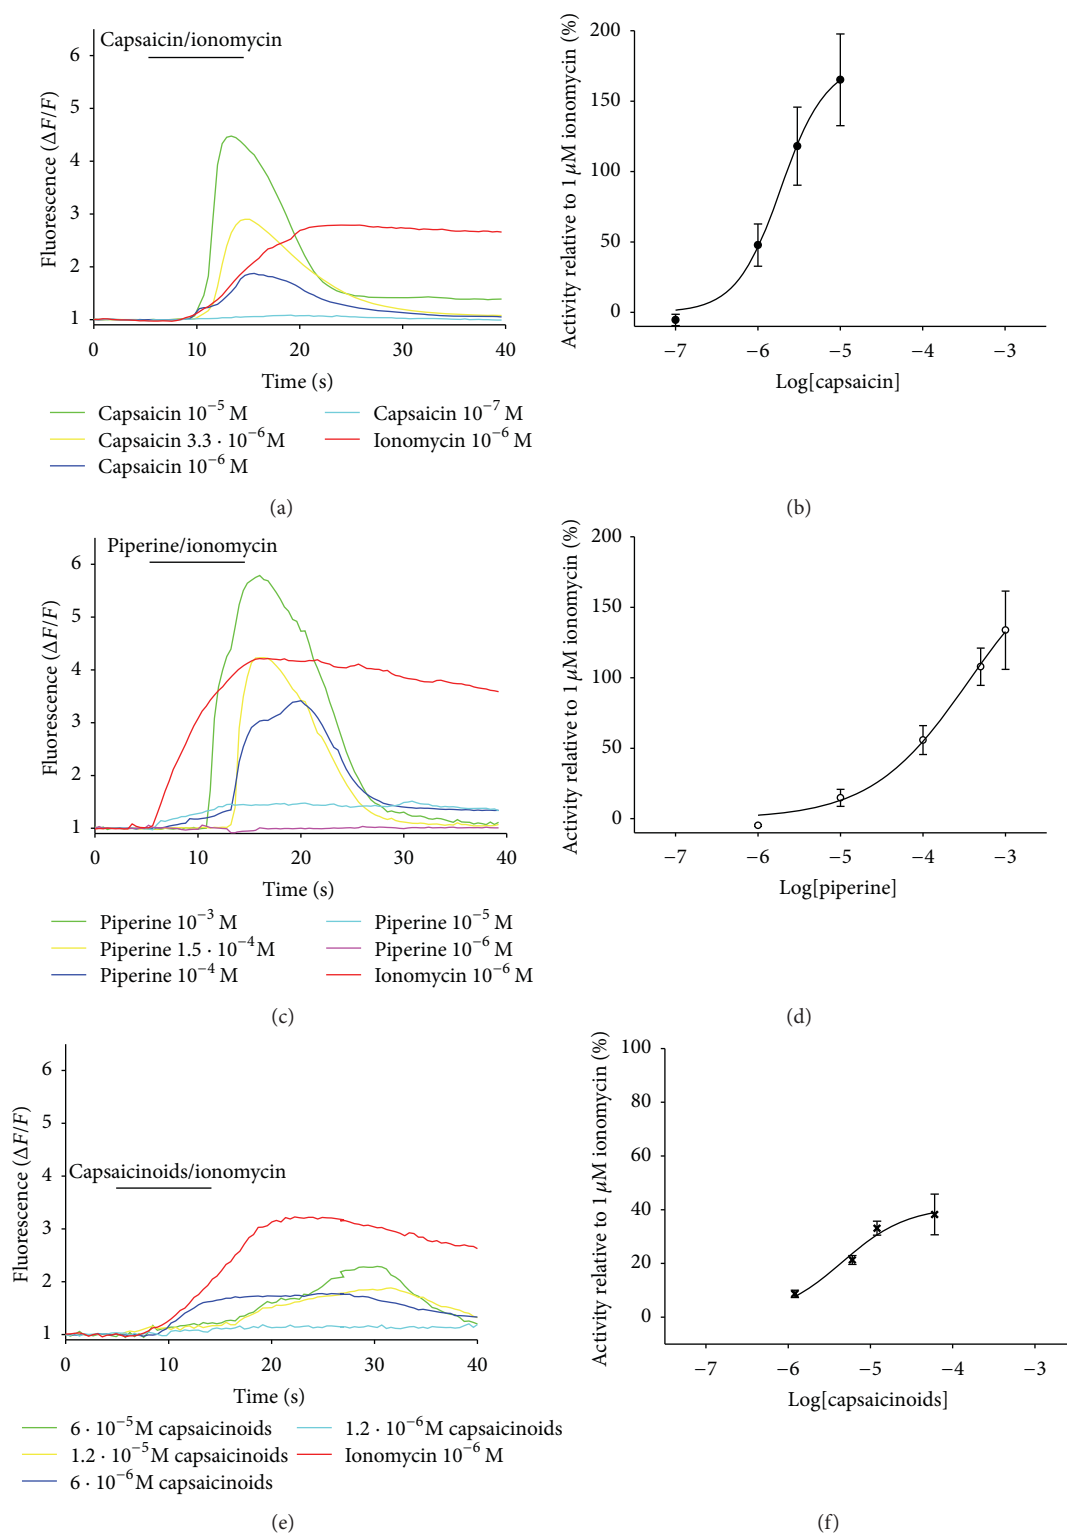 Capsaicin/ionomycin
Fluorescence (ΔF/F)
6
5
4
3
2
1
0 10 20 30 40
Time (s)
Capsaicin 10⁻⁵ M
Capsaicin 3.3 · 10⁻⁶ M
Capsaicin 10⁻⁶ M
Capsaicin 10⁻⁷ M
Ionomycin 10⁻⁶ M
(a)
Activity relative to 1 μM ionomycin (%)
200
150
100
50
0
−7 −6 −5 −4 −3
Log[capsaicin]
(b)
Piperine/ionomycin
Fluorescence (ΔF/F)
6
5
4
3
2
1
0 10 20 30 40
Time (s)
Piperine 10⁻³ M
Piperine 1.5 · 10⁻⁴ M
Piperine 10⁻⁴ M
Piperine 10⁻⁵ M
Piperine 10⁻⁶ M
Ionomycin 10⁻⁶ M
(c)
Activity relative to 1 μM ionomycin (%)
200
150
100
50
0
−7 −6 −5 −4 −3
Log[piperine]
(d)
Capsaicinoids/ionomycin
Fluorescence (ΔF/F)
6
5
4
3
2
1
0 10 20 30 40
Time (s)
6 · 10⁻⁵ M capsaicinoids
1.2 · 10⁻⁵ M capsaicinoids
6 · 10⁻⁶ M capsaicinoids
1.2 · 10⁻⁶ M capsaicinoids
Ionomycin 10⁻⁶ M
(e)
Activity relative to 1 μM ionomycin (%)
100
80
60
40
20
0
−7 −6 −5 −4 −3
Log[capsaicinoids]
(f)